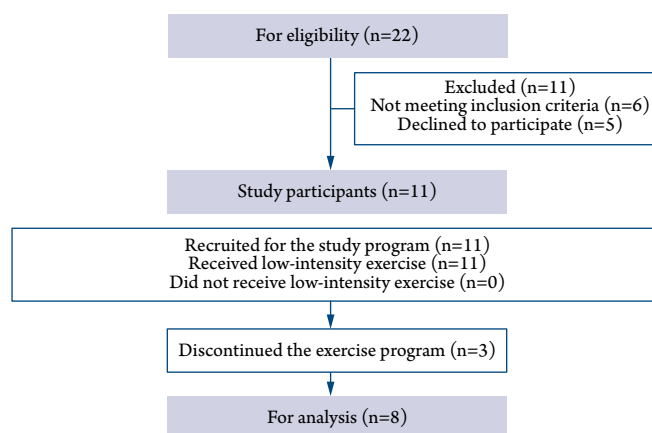 For eligibility (n=22)
Excluded (n=11)
Not meeting inclusion criteria (n=6)
Declined to participate (n=5)
Study participants (n=11)
Recruited for the study program (n=11)
Received low-intensity exercise (n=11)
Did not receive low-intensity exercise (n=0)
Discontinued the exercise program (n=3)
For analysis (n=8)